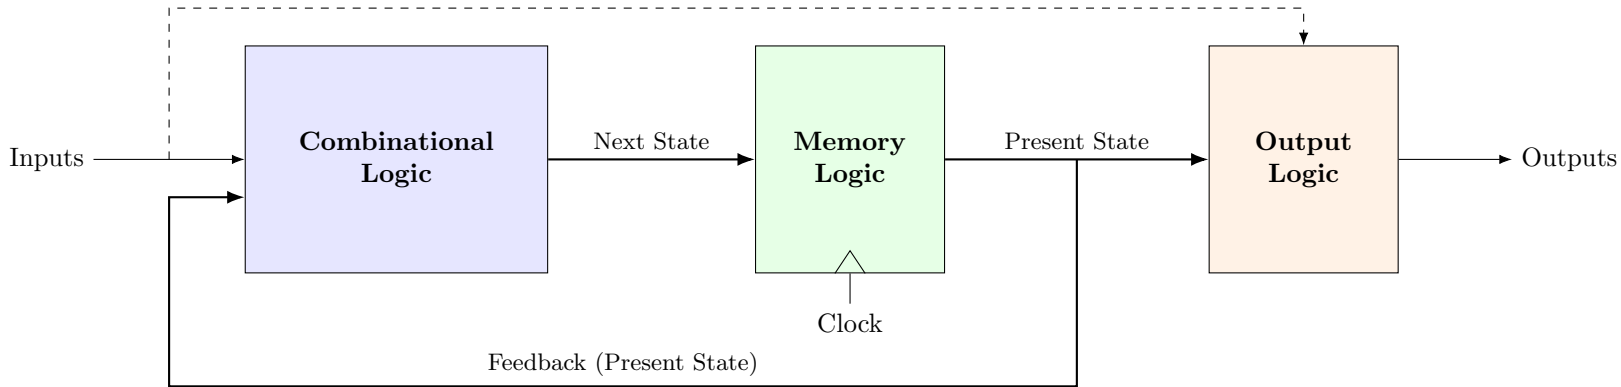 Inputs
Combinational
Logic
Next State
Memory
Logic
Clock
Present State
Output
Logic
Outputs
Feedback (Present State)